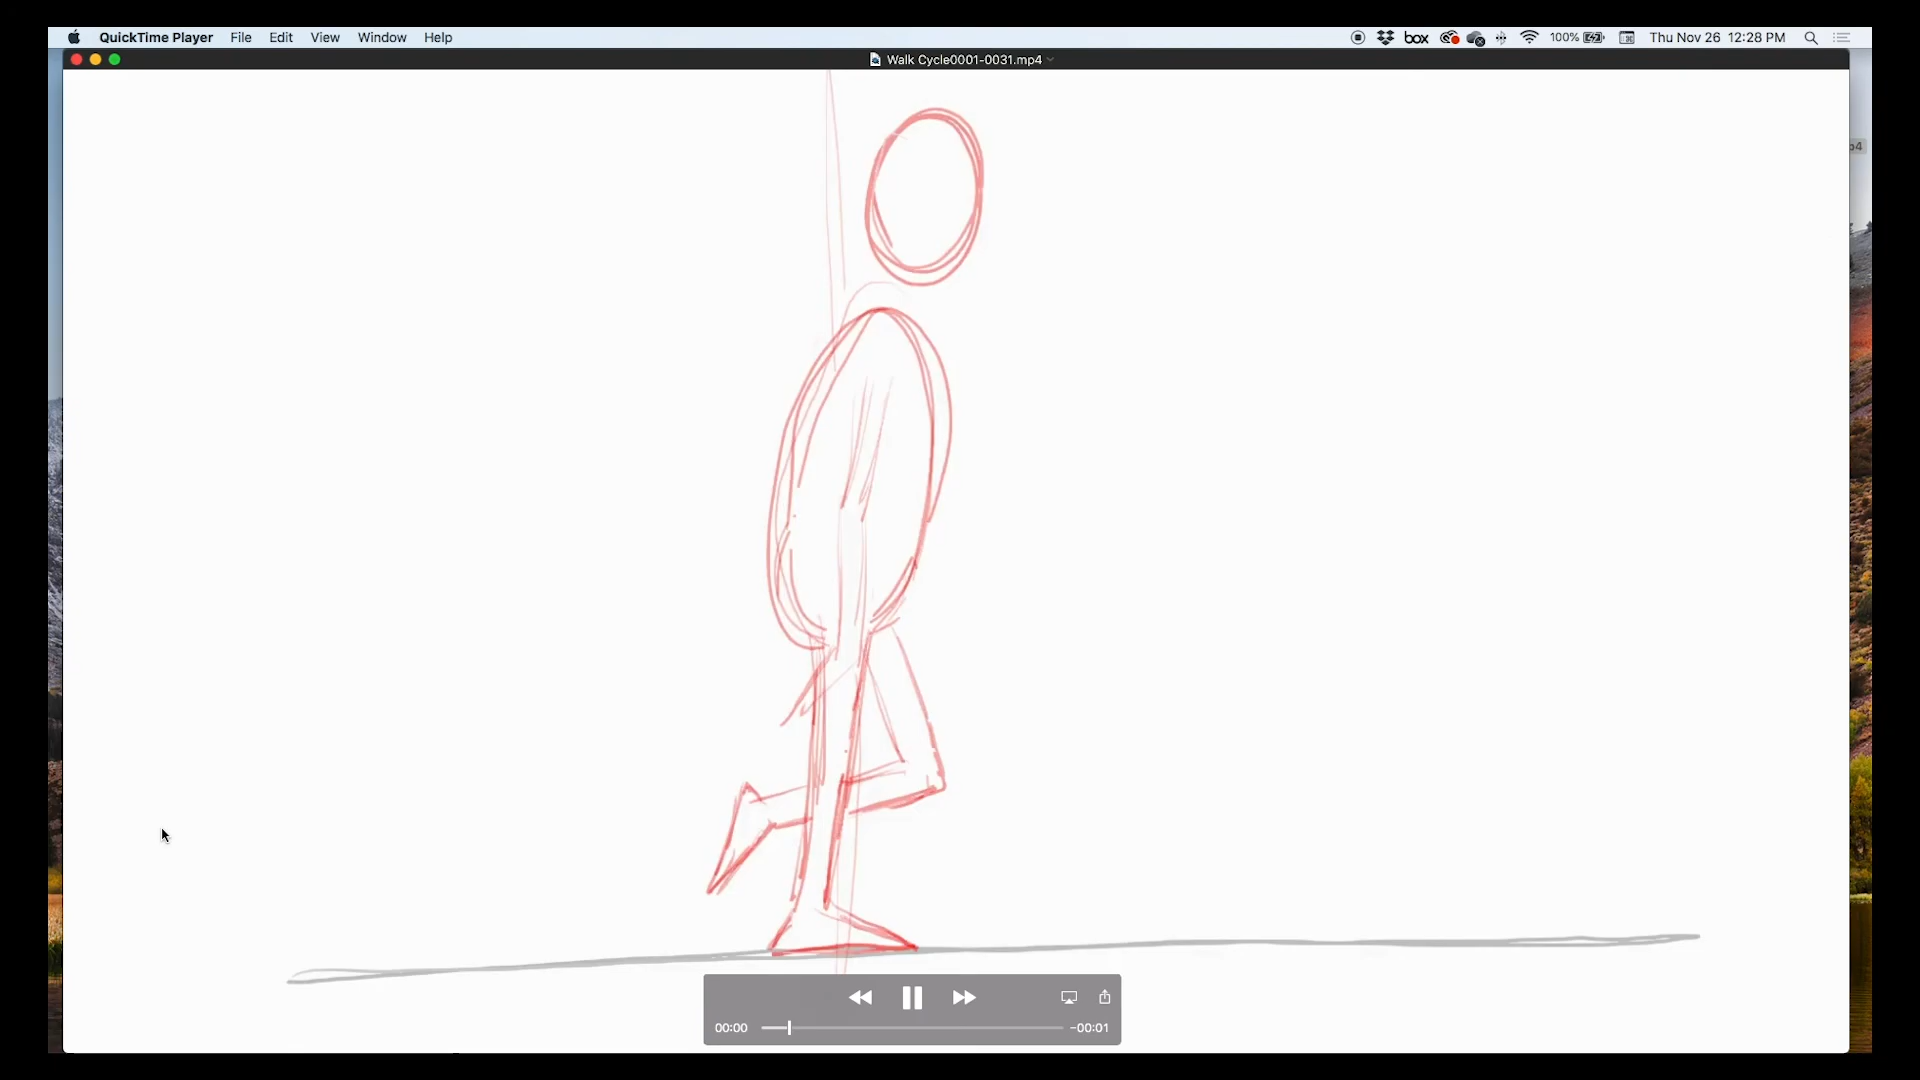 QuickTime Player File Edit View Window Help box 100% Thu Nov 26 12:28 PM
Walk Cycle0001-0031.mp4
00:00 -00:01